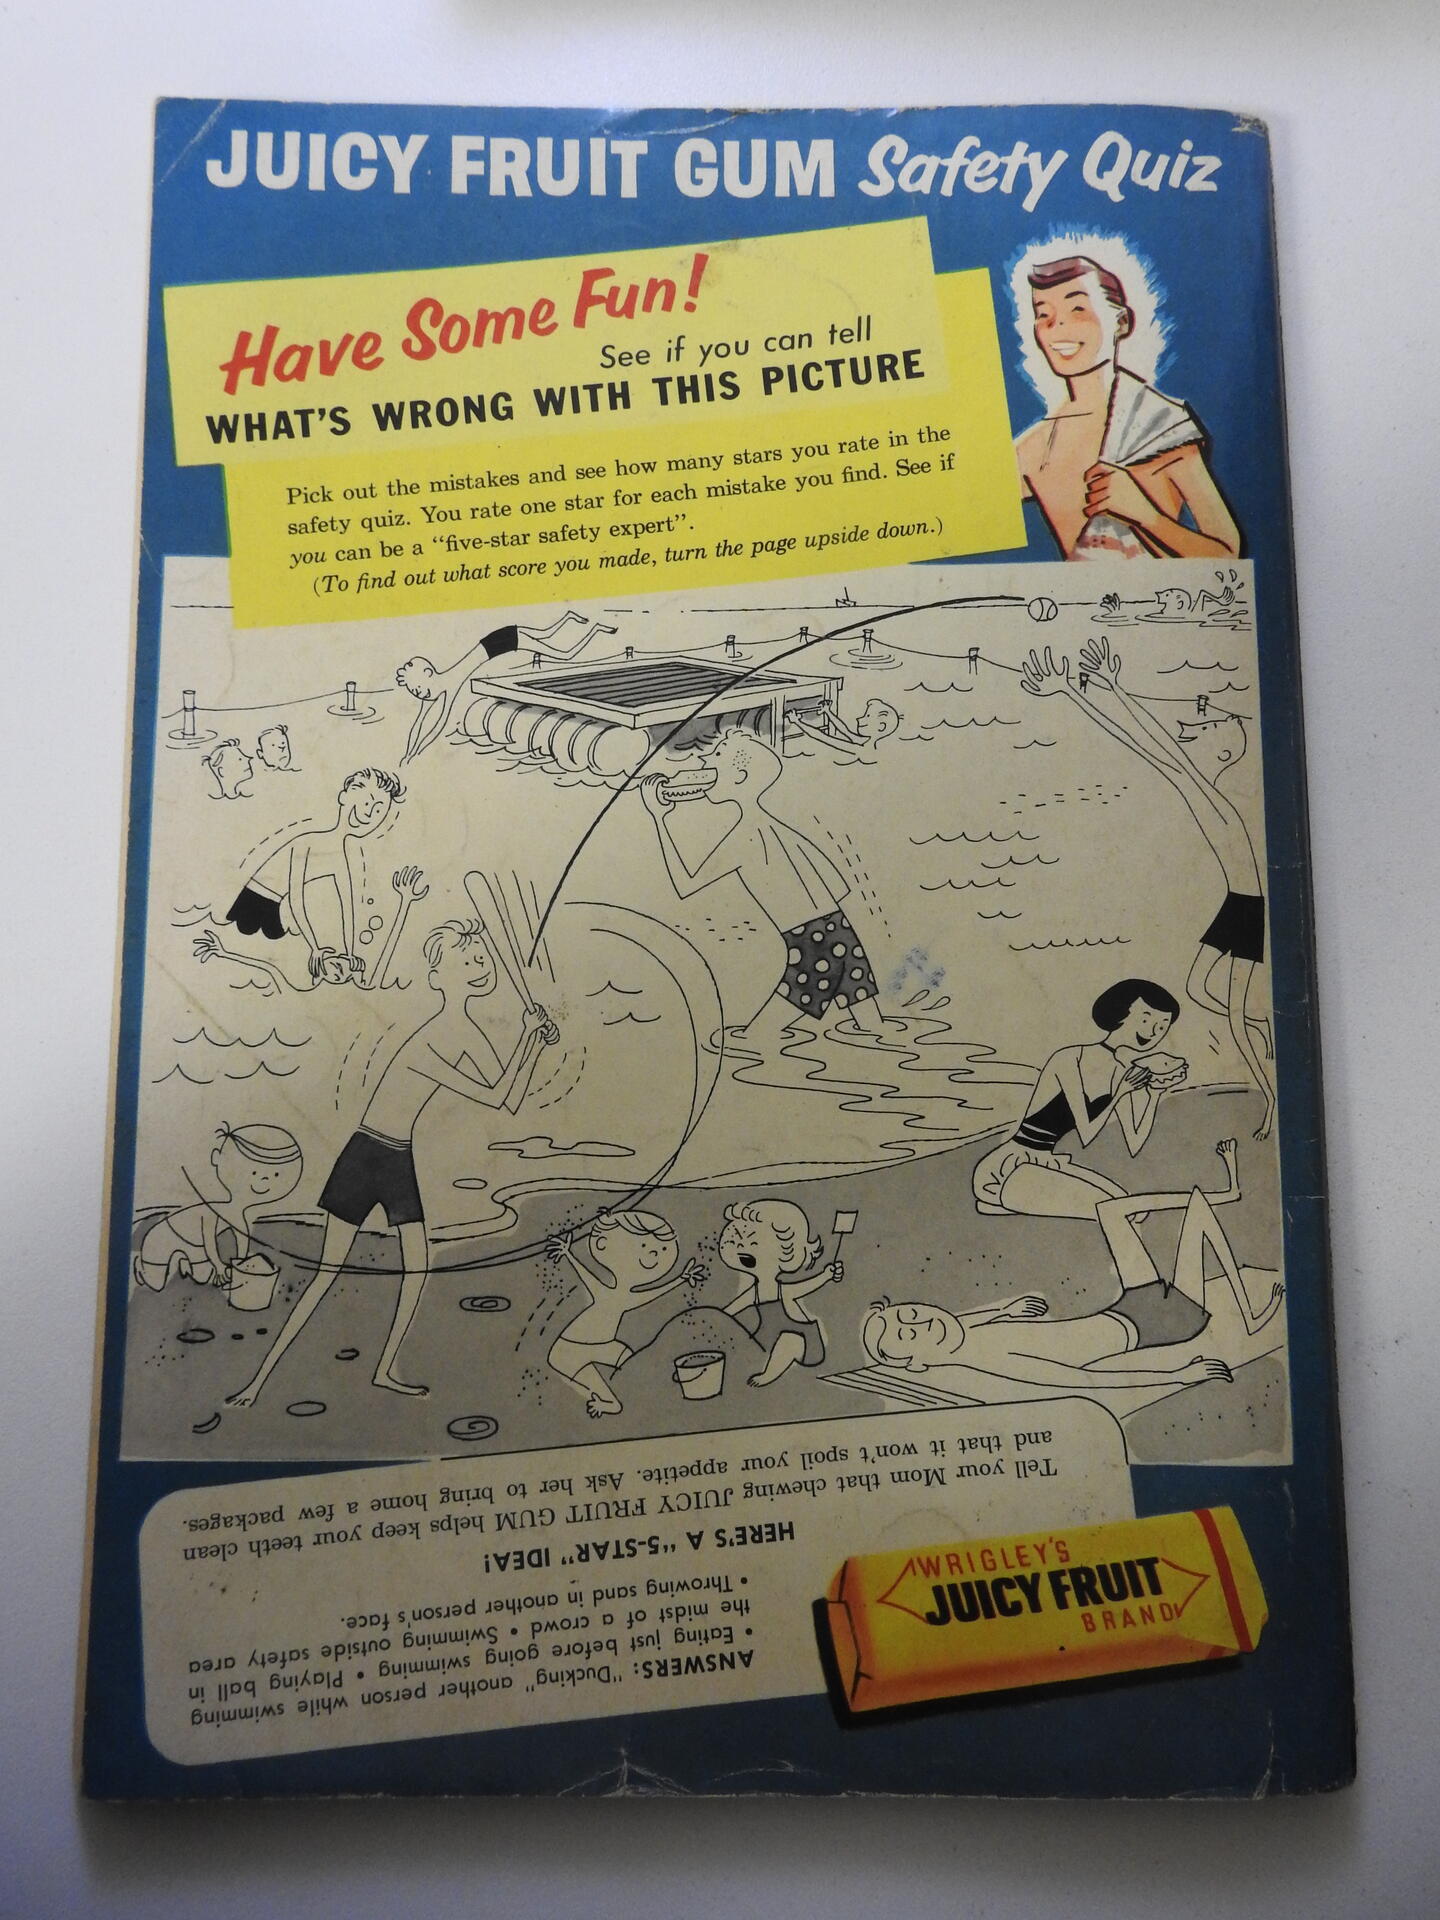 JUICY FRUIT GUM Safety Quiz
Have Some Fun!
See if you can tell
WHAT'S WRONG WITH THIS PICTURE
Pick out the mistakes and see how many stars you rate in the
safety quiz. You rate one star for each mistake you find. See if
you can be a "five-star safety expert".
(To find out what score you made, turn the page upside down.)
ANSWERS: "Ducking" another person while swimming
• Eating just before going swimming • Playing ball in
the midst of a crowd • Swimming outside safety area
• Throwing sand in another person's face.
HERE'S A "5-STAR" IDEA!
Tell your Mom that chewing JUICY FRUIT GUM helps keep your teeth clean
and that it won't spoil your appetite. Ask her to bring home a few packages.
WRIGLEY'S
JUICY FRUIT
BRAND